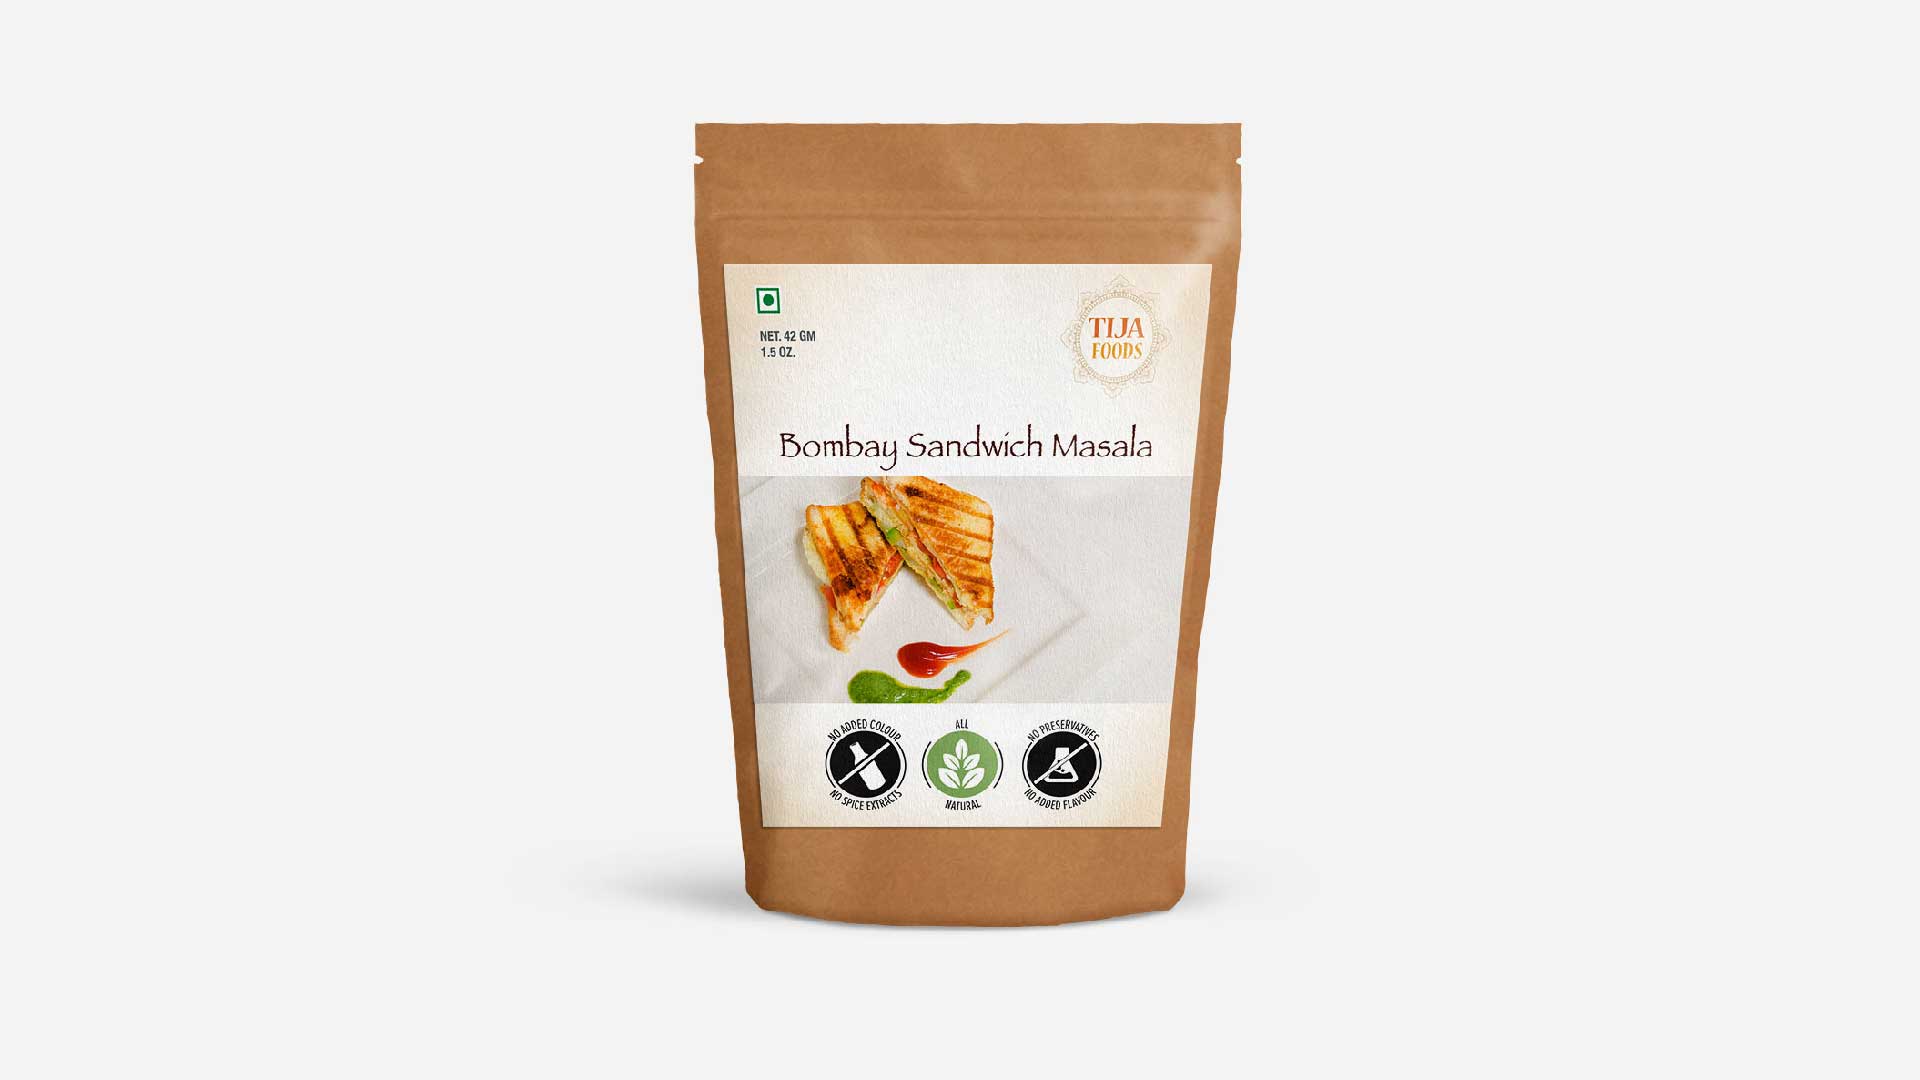 NET. 42 GM
1.5 OZ.
TIJA
FOODS
Bombay Sandwich Masala
NO ADDED COLOUR
NO SPICE EXTRACTS
ALL
NATURAL
NO PRESERVATIVES
NO ADDED FLAVOUR